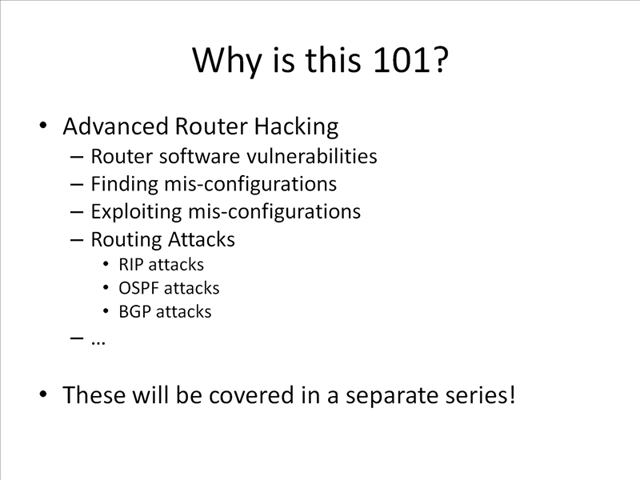 Why is this 101?
• Advanced Router Hacking
– Router software vulnerabilities
– Finding mis-configurations
– Exploiting mis-configurations
– Routing Attacks
• RIP attacks
• OSPF attacks
• BGP attacks
– ...
• These will be covered in a separate series!